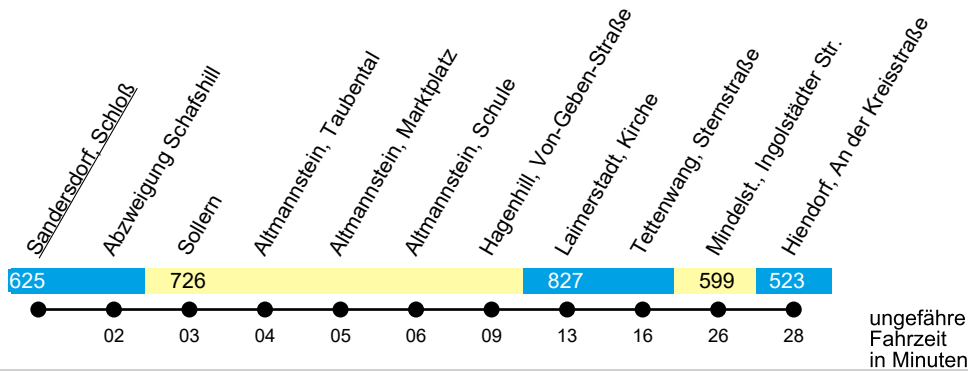 Sandersdorf, Schloß
Abzweigung Schafshill
Sollern
Altmannstein, Taubental
Altmannstein, Marktplatz
Altmannstein, Schule
Hagenhill, Von-Geben-Straße
Laimerstadt, Kirche
Tettenwang, Sternstraße
Mindelst., Ingolstädter Str.
Hiendorf, An der Kreisstraße
625 726 827 599 523
02 03 04 05 06 09 13 16 26 28
ungefähre
Fahrzeit
in Minuten